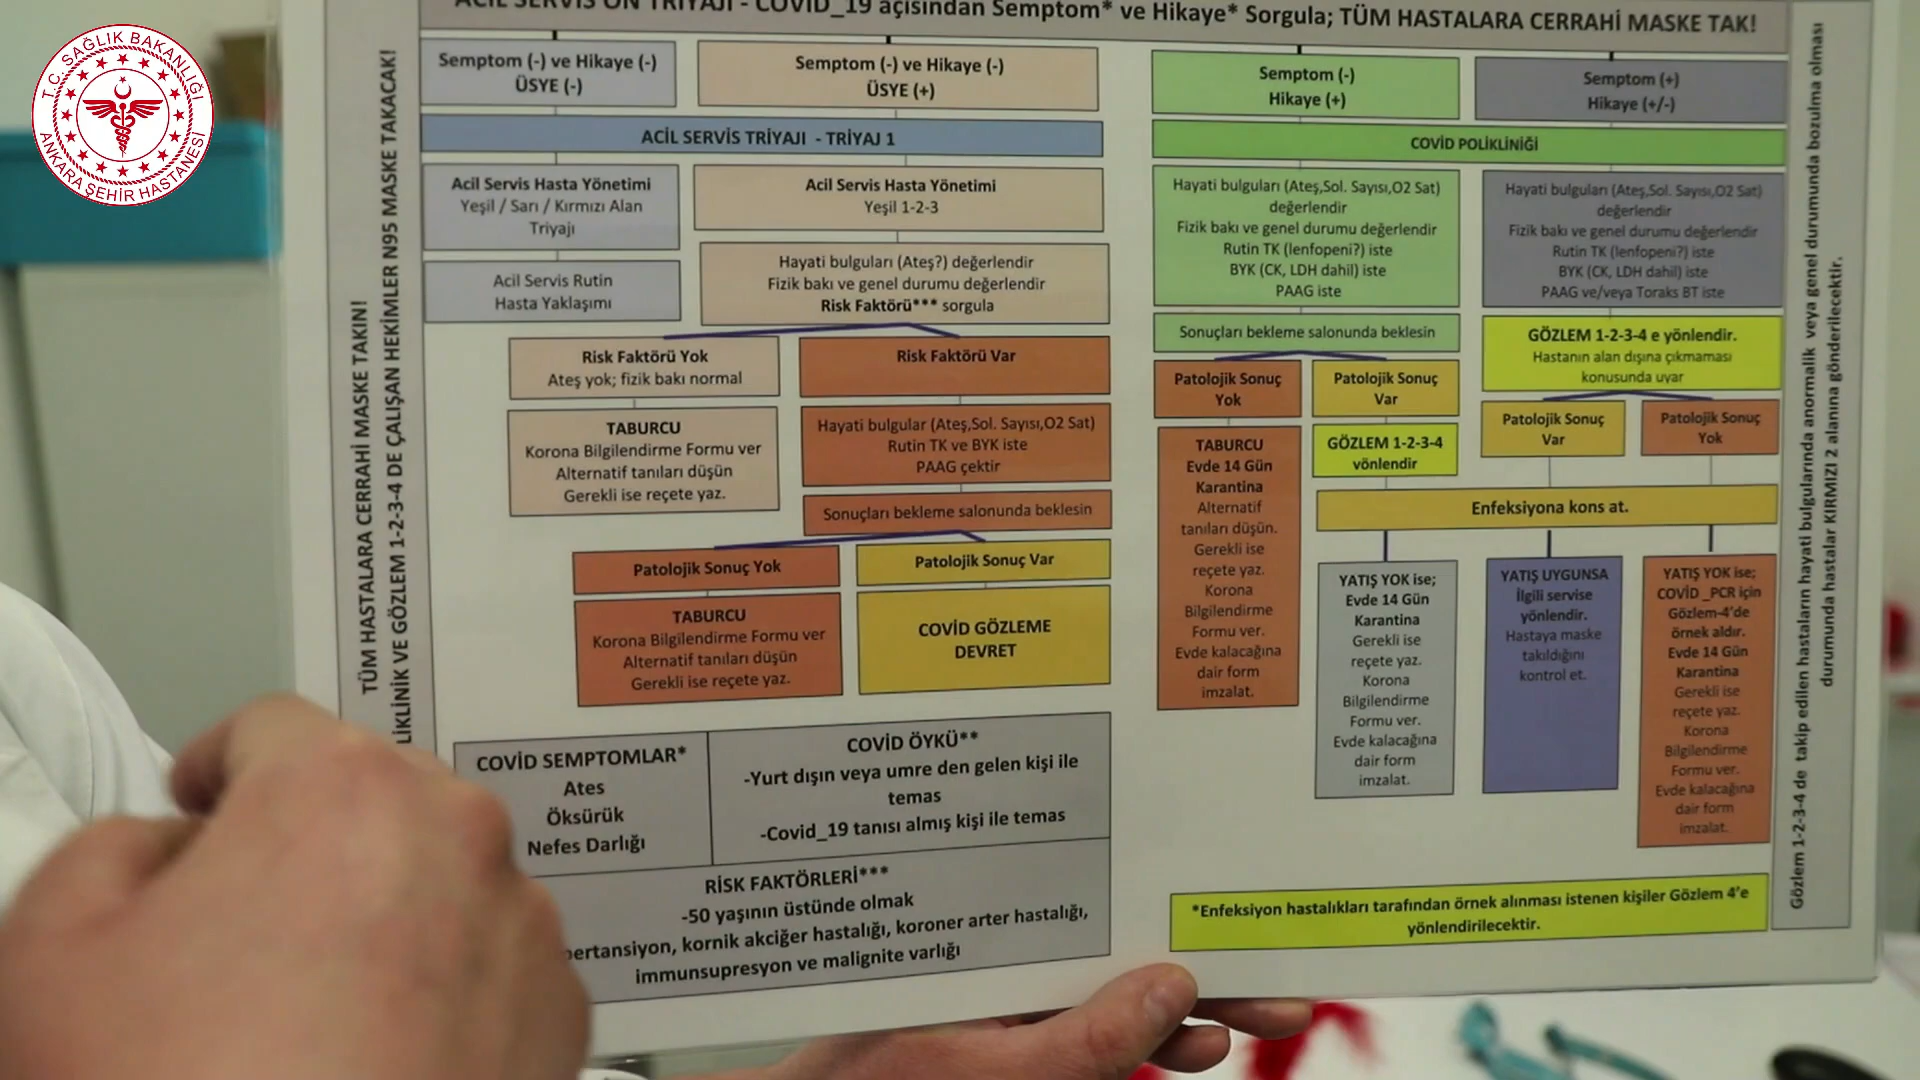 T.C. SAĞLIK BAKANLIĞI
ANKARA ŞEHİR HASTANESİ
ACİL SERVİS ÖN TRİYAJI - COVID_19 açısından Semptom* ve Hikaye* Sorgula; TÜM HASTALARA CERRAHİ MASKE TAK!
TÜM HASTALARA CERRAHİ MASKE TAKIN!
LİKLİNİK VE GÖZLEM 1-2-3-4 DE ÇALIŞAN HEKİMLER N95 MASKE TAKACAK!
Semptom (-) ve Hikaye (-)
ÜSYE (-)
Semptom (-) ve Hikaye (-)
ÜSYE (+)
ACİL SERVİS TRİYAJI - TRİYAJ 1
Acil Servis Hasta Yönetimi
Yeşil / Sarı / Kırmızı Alan
Triyajı
Acil Servis Rutin
Hasta Yaklaşımı
Acil Servis Hasta Yönetimi
Yeşil 1-2-3
Hayati bulguları (Ateş?) değerlendir
Fizik bakı ve genel durumu değerlendir
Risk Faktörü*** sorgula
Risk Faktörü Yok
Ateş yok; fizik bakı normal
TABURCU
Korona Bilgilendirme Formu ver
Alternatif tanıları düşün
Gerekli ise reçete yaz.
Risk Faktörü Var
Hayati bulgular (Ateş,Sol. Sayısı,O2 Sat)
Rutin TK ve BYK iste
PAAG çektir
Sonuçları bekleme salonunda beklesin
Patolojik Sonuç Yok
TABURCU
Korona Bilgilendirme Formu ver
Alternatif tanıları düşün
Gerekli ise reçete yaz.
Patolojik Sonuç Var
COVİD GÖZLEME
DEVRET
Semptom (-)
Hikaye (+)
Semptom (+)
Hikaye (+/-)
COVİD POLİKLİNİĞİ
Hayati bulguları (Ateş,Sol. Sayısı,O2 Sat)
değerlendir
Fizik bakı ve genel durumu değerlendir
Rutin TK (lenfopeni?) iste
BYK (CK, LDH dahil) iste
PAAG iste
Sonuçları bekleme salonunda beklesin
Patolojik Sonuç
Yok
TABURCU
Evde 14 Gün
Karantina
Alternatif
tanıları düşün.
Gerekli ise
reçete yaz.
Korona
Bilgilendirme
Formu ver.
Evde kalacağına
dair form
imzalat.
Patolojik Sonuç
Var
GÖZLEM 1-2-3-4
yönlendir
Hayati bulguları (Ateş,Sol. Sayısı,O2 Sat)
değerlendir
Fizik bakı ve genel durumu değerlendir
Rutin TK (lenfopeni?) iste
BYK (CK, LDH dahil) iste
PAAG ve/veya Toraks BT iste
GÖZLEM 1-2-3-4 e yönlendir.
Hastanın alan dışına çıkmaması
konusunda uyar
Patolojik Sonuç
Var
Patolojik Sonuç
Yok
Enfeksiyona kons at.
YATIŞ YOK ise;
Evde 14 Gün
Karantina
Gerekli ise
reçete yaz.
Korona
Bilgilendirme
Formu ver.
Evde kalacağına
dair form
imzalat.
YATIŞ UYGUNSA
İlgili servise
yönlendir.
Hastaya maske
takıldığını
kontrol et.
YATIŞ YOK ise;
COVİD _PCR için
Gözlem-4'de
örnek aldır.
Evde 14 Gün
Karantina
Gerekli ise
reçete yaz.
Korona
Bilgilendirme
Formu ver.
Evde kalacağına
dair form
imzalat.
COVİD SEMPTOMLAR*
Ates
Öksürük
Nefes Darlığı
COVİD ÖYKÜ**
-Yurt dışın veya umre den gelen kişi ile
temas
-Covid_19 tanısı almış kişi ile temas
RİSK FAKTÖRLERİ***
-50 yaşının üstünde olmak
pertansiyon, kornik akciğer hastalığı, koroner arter hastalığı,
immunsupresyon ve malignite varlığı
*Enfeksiyon hastalıkları tarafından örnek alınması istenen kişiler Gözlem 4'e
yönlendirilecektir.
Gözlem 1-2-3-4 de takip edilen hastaların hayati bulgularında anormalik veya genel durumunda bozulma olması
durumunda hastalar KIRMIZI 2 alanına gönderilecektir.